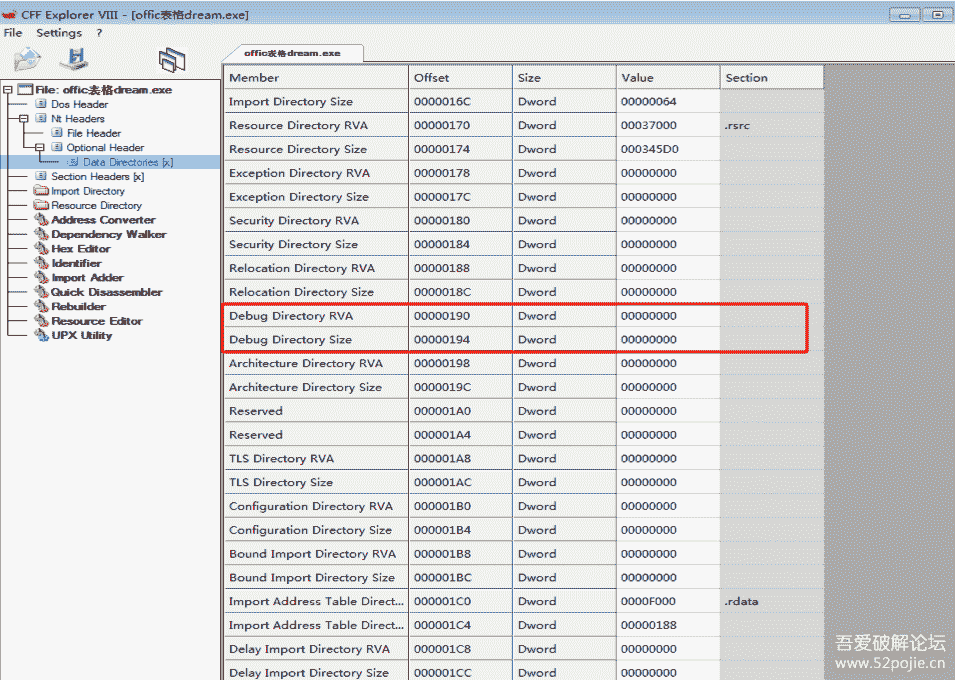 CFF Explorer VIII - [offic表格dream.exe]
File Settings ?
offic表格dream.exe
File: offic表格dream.exe
Dos Header
Nt Headers
File Header
Optional Header
Data Directories [x]
Section Headers [x]
Import Directory
Resource Directory
Address Converter
Dependency Walker
Hex Editor
Identifier
Import Adder
Quick Disassembler
Rebuilder
Resource Editor
UPX Utility
Member Offset Size Value Section
Import Directory Size 0000016C Dword 00000064
Resource Directory RVA 00000170 Dword 00037000 .rsrc
Resource Directory Size 00000174 Dword 000345D0
Exception Directory RVA 00000178 Dword 00000000
Exception Directory Size 0000017C Dword 00000000
Security Directory RVA 00000180 Dword 00000000
Security Directory Size 00000184 Dword 00000000
Relocation Directory RVA 00000188 Dword 00000000
Relocation Directory Size 0000018C Dword 00000000
Debug Directory RVA 00000190 Dword 00000000
Debug Directory Size 00000194 Dword 00000000
Architecture Directory RVA 00000198 Dword 00000000
Architecture Directory Size 0000019C Dword 00000000
Reserved 000001A0 Dword 00000000
Reserved 000001A4 Dword 00000000
TLS Directory RVA 000001A8 Dword 00000000
TLS Directory Size 000001AC Dword 00000000
Configuration Directory RVA 000001B0 Dword 00000000
Configuration Directory Size 000001B4 Dword 00000000
Bound Import Directory RVA 000001B8 Dword 00000000
Bound Import Directory Size 000001BC Dword 00000000
Import Address Table Direct... 000001C0 Dword 0000F000 .rdata
Import Address Table Direct... 000001C4 Dword 00000188
Delay Import Directory RVA 000001C8 Dword 00000000
Delay Import Directory Size 000001CC Dword 00000000
吾爱破解论坛
www.52pojie.cn